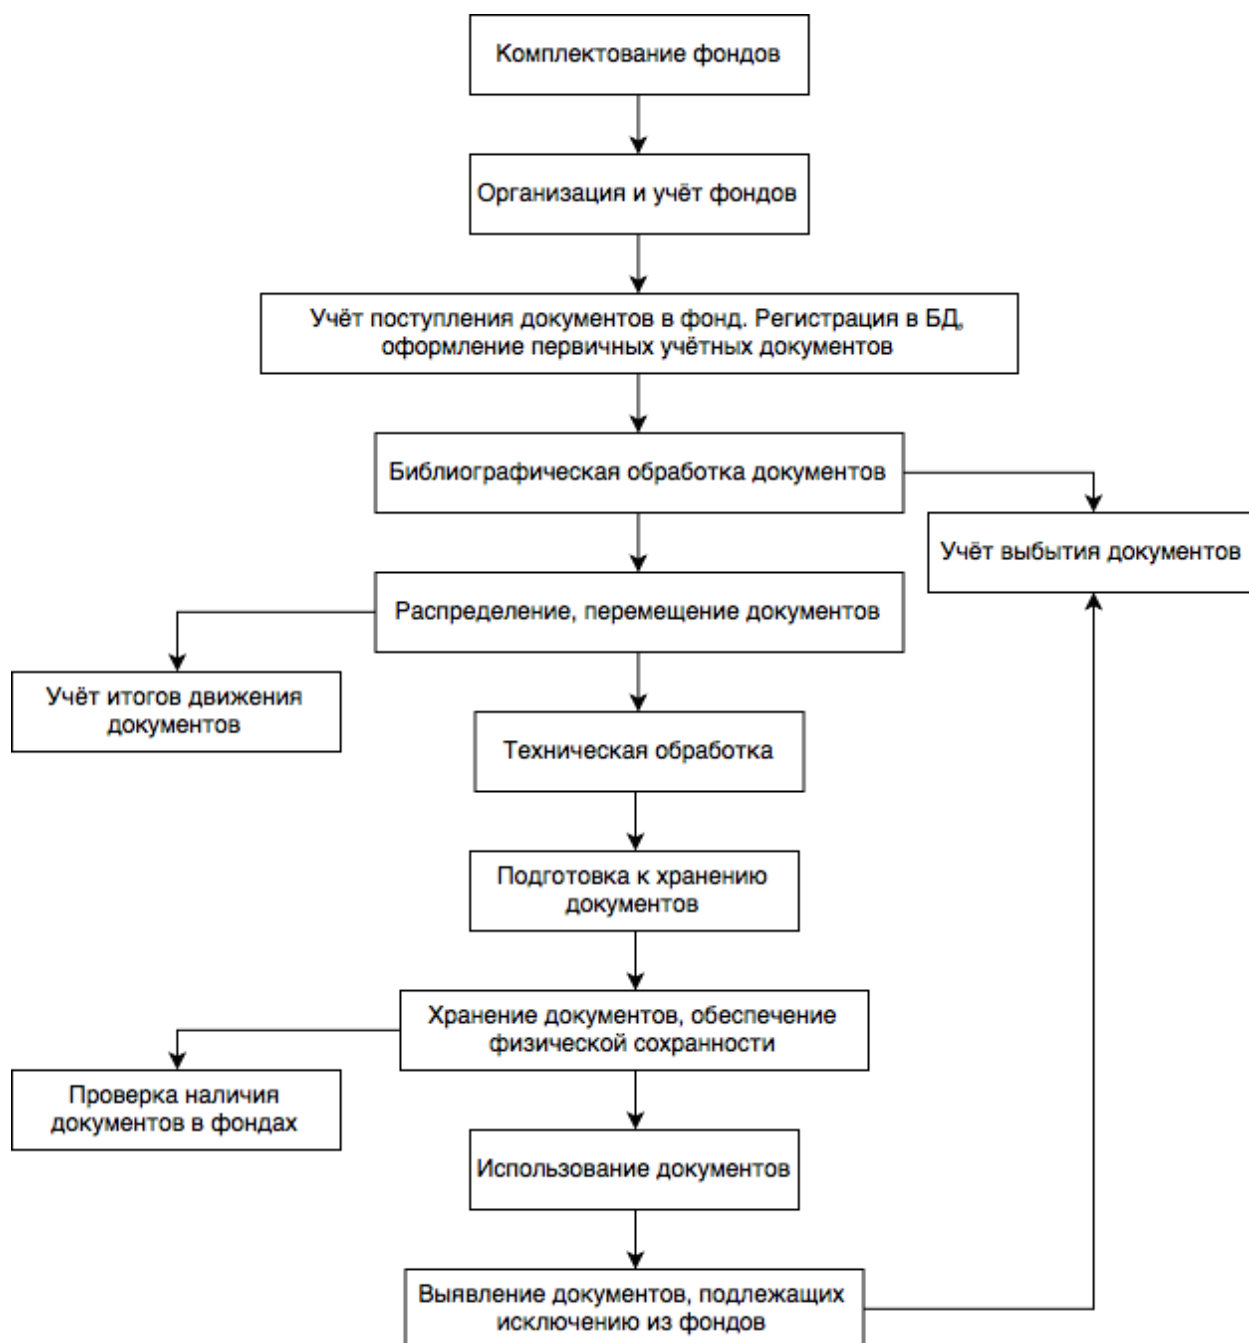 Комплектование фондов
Организация и учёт фондов
Учёт поступления документов в фонд. Регистрация в БД,
оформление первичных учётных документов
Библиографическая обработка документов
Учёт выбытия документов
Распределение, перемещение документов
Учёт итогов движения
документов
Техническая обработка
Подготовка к хранению
документов
Хранение документов, обеспечение
физической сохранности
Проверка наличия
документов в фондах
Использование документов
Выявление документов, подлежащих
исключению из фондов